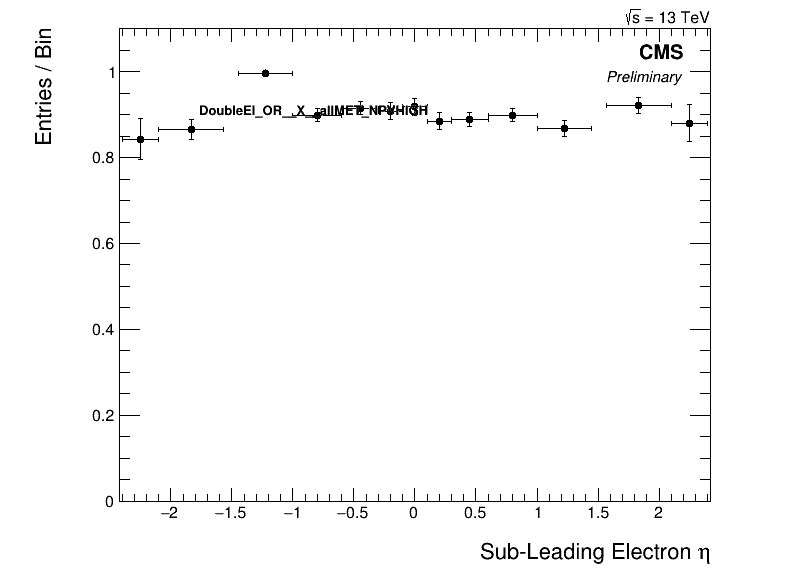 √s = 13 TeV
CMS
Preliminary
Entries / Bin
DoubleEl_OR__X__allMET_NPVHIGH
1
0.8
0.6
0.4
0.2
0
−2 −1.5 −1 −0.5 0 0.5 1 1.5 2
Sub-Leading Electron η